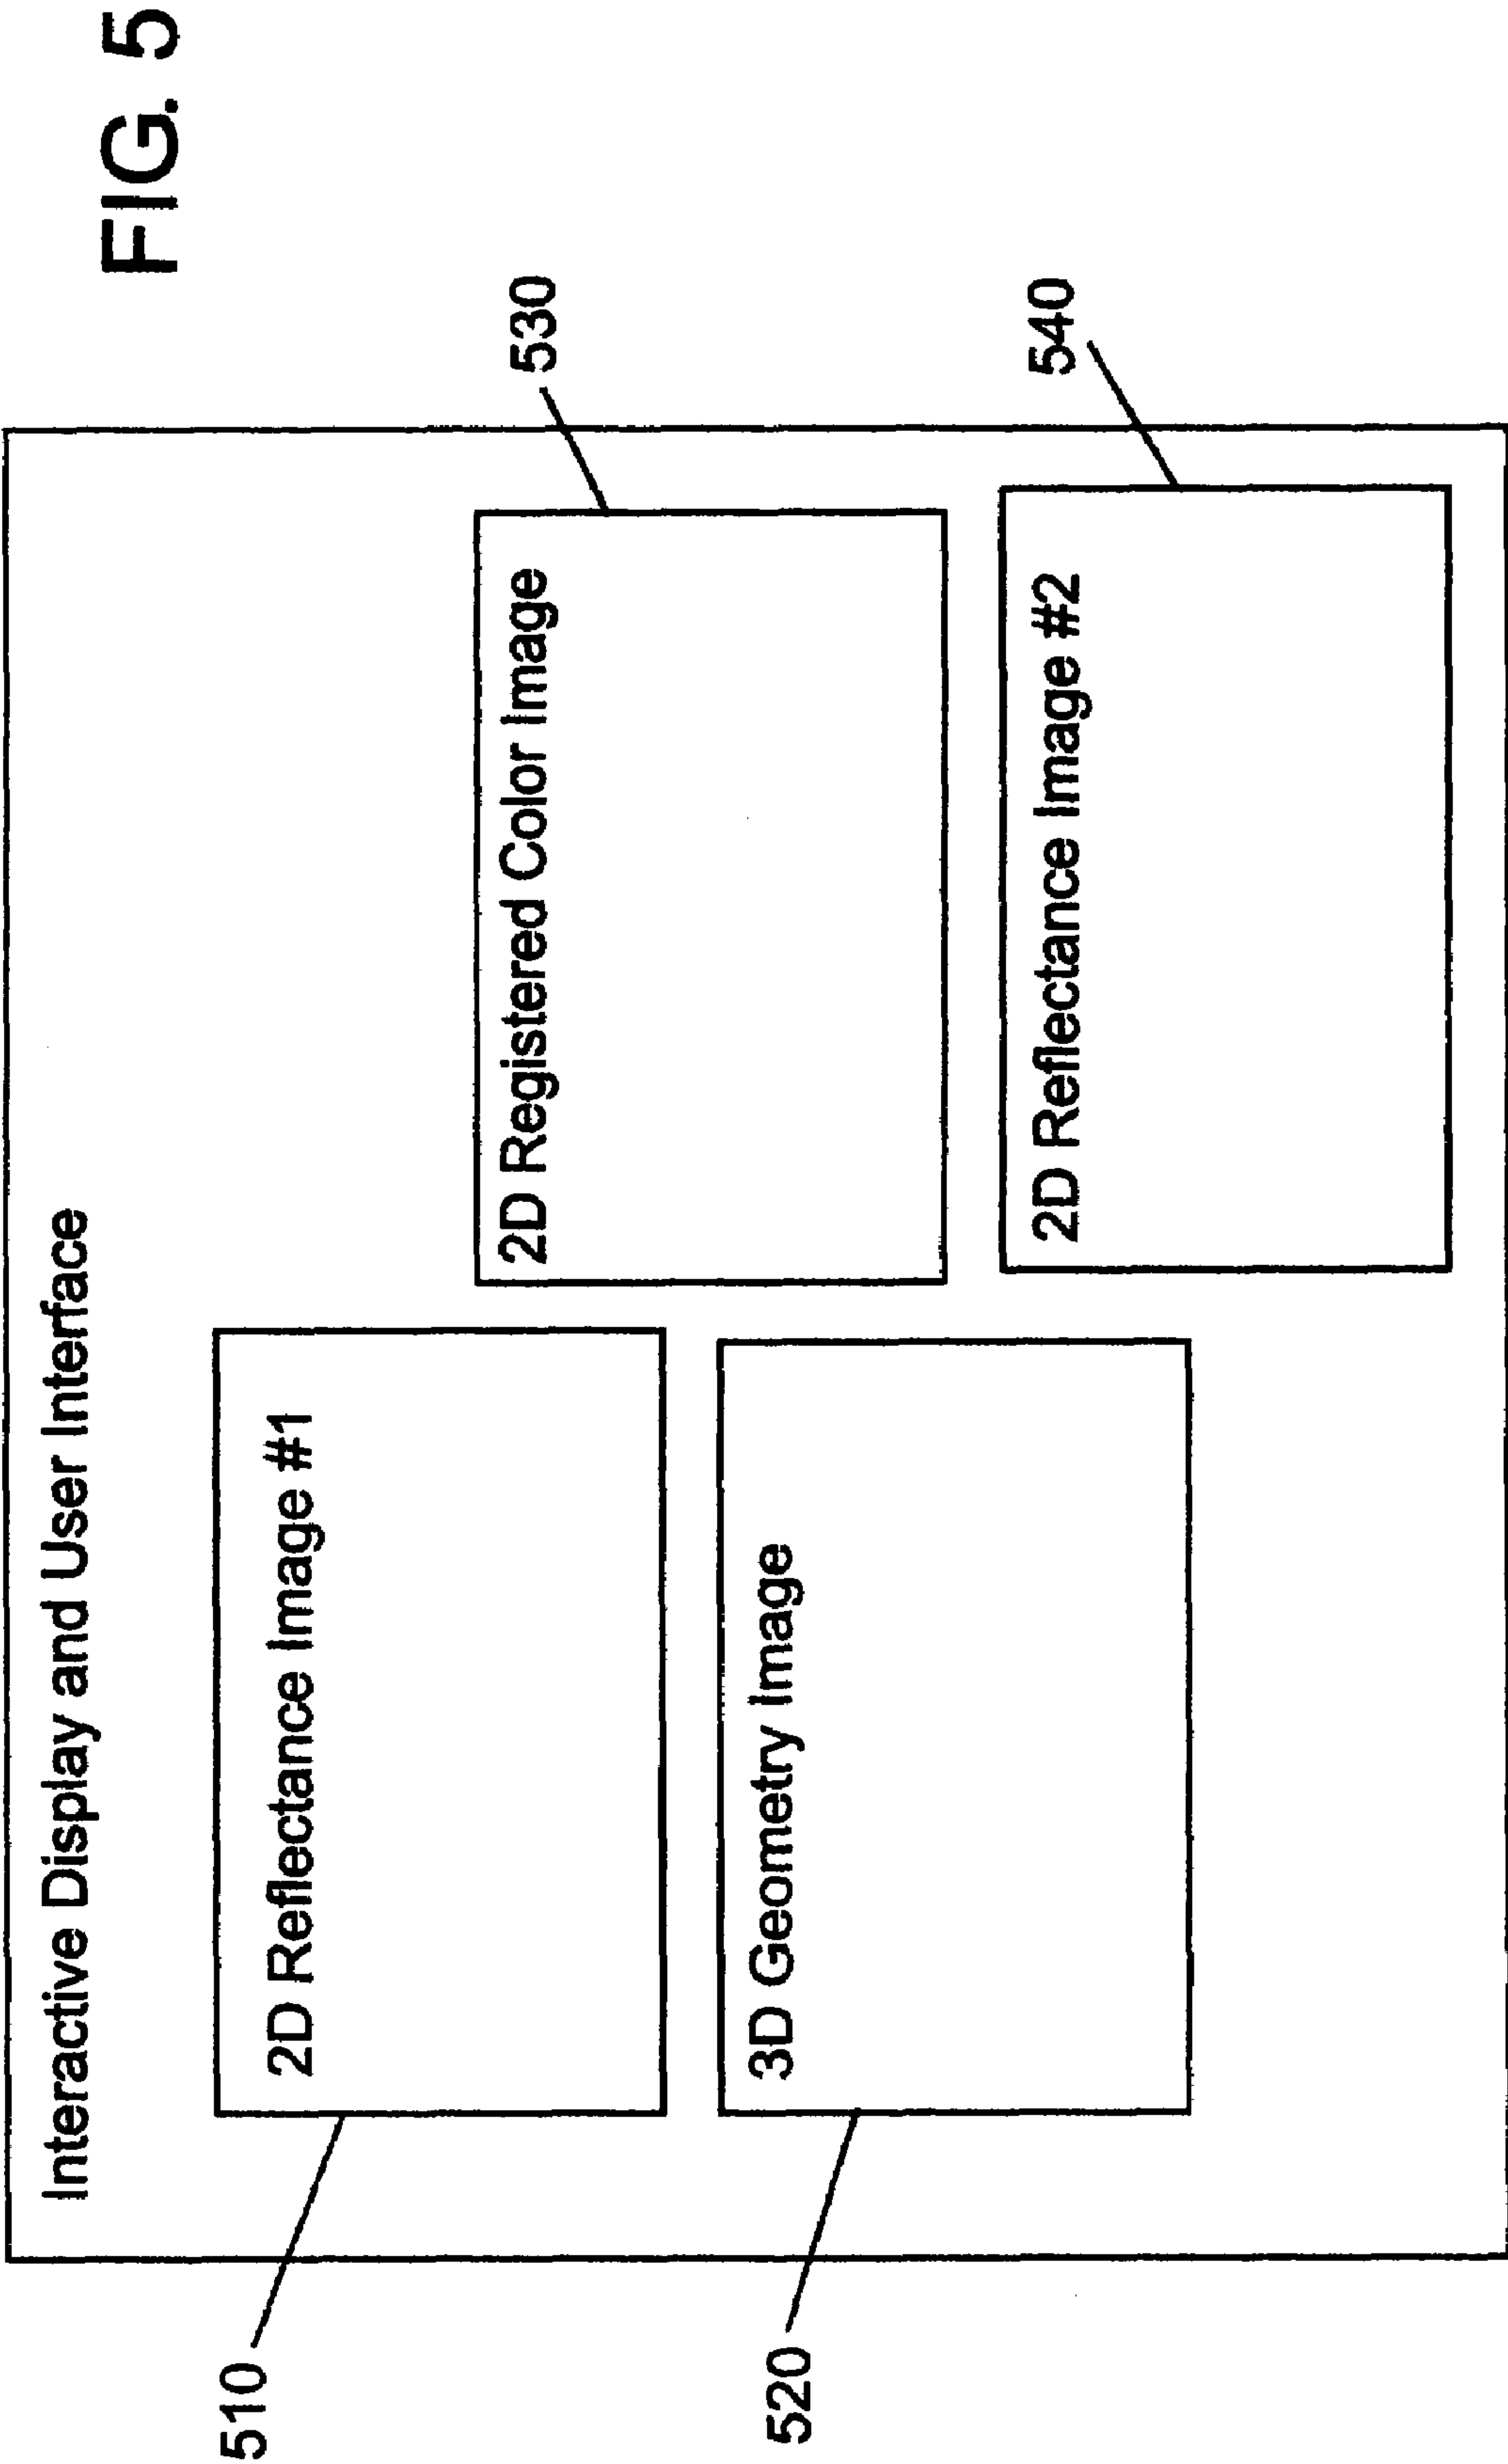 FIG. 5
Interactive Display and User Interface
510
2D Reflectance Image #1
530
2D Registered Color Image
520
3D Geometry Image
540
2D Reflectance Image #2